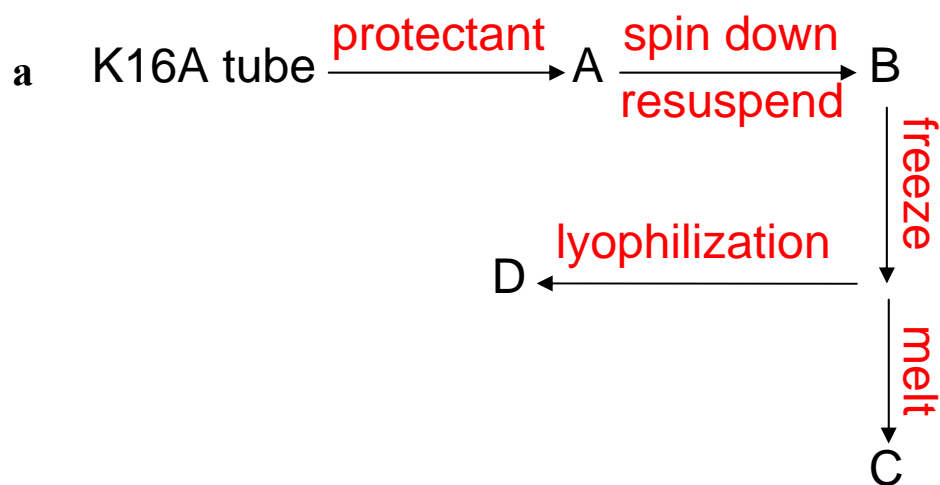 protectant spin down
a K16A tube A B
resuspend
freeze
lyophilization
D
melt
C